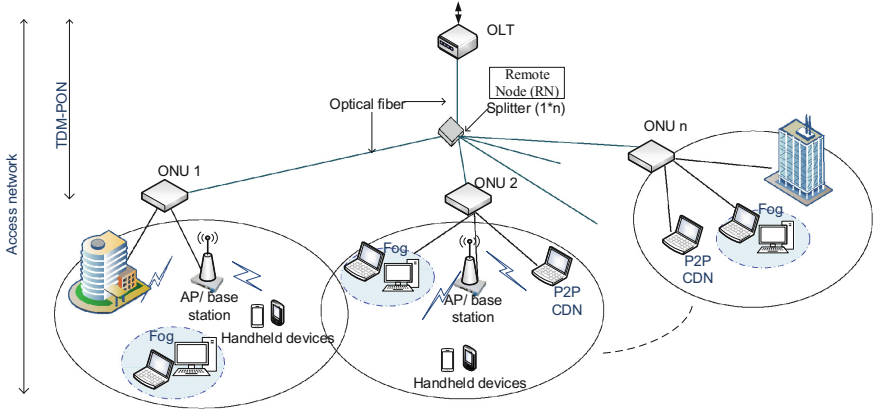 OLT
Remote
Node (RN)
Splitter (1*n)
Optical fiber
ONU n
ONU 1
ONU 2
TDM-PON
Access network
Fog
P2P
CDN
Fog
AP/ base
station
P2P
CDN
AP/ base
station
Handheld devices
Fog
Handheld devices